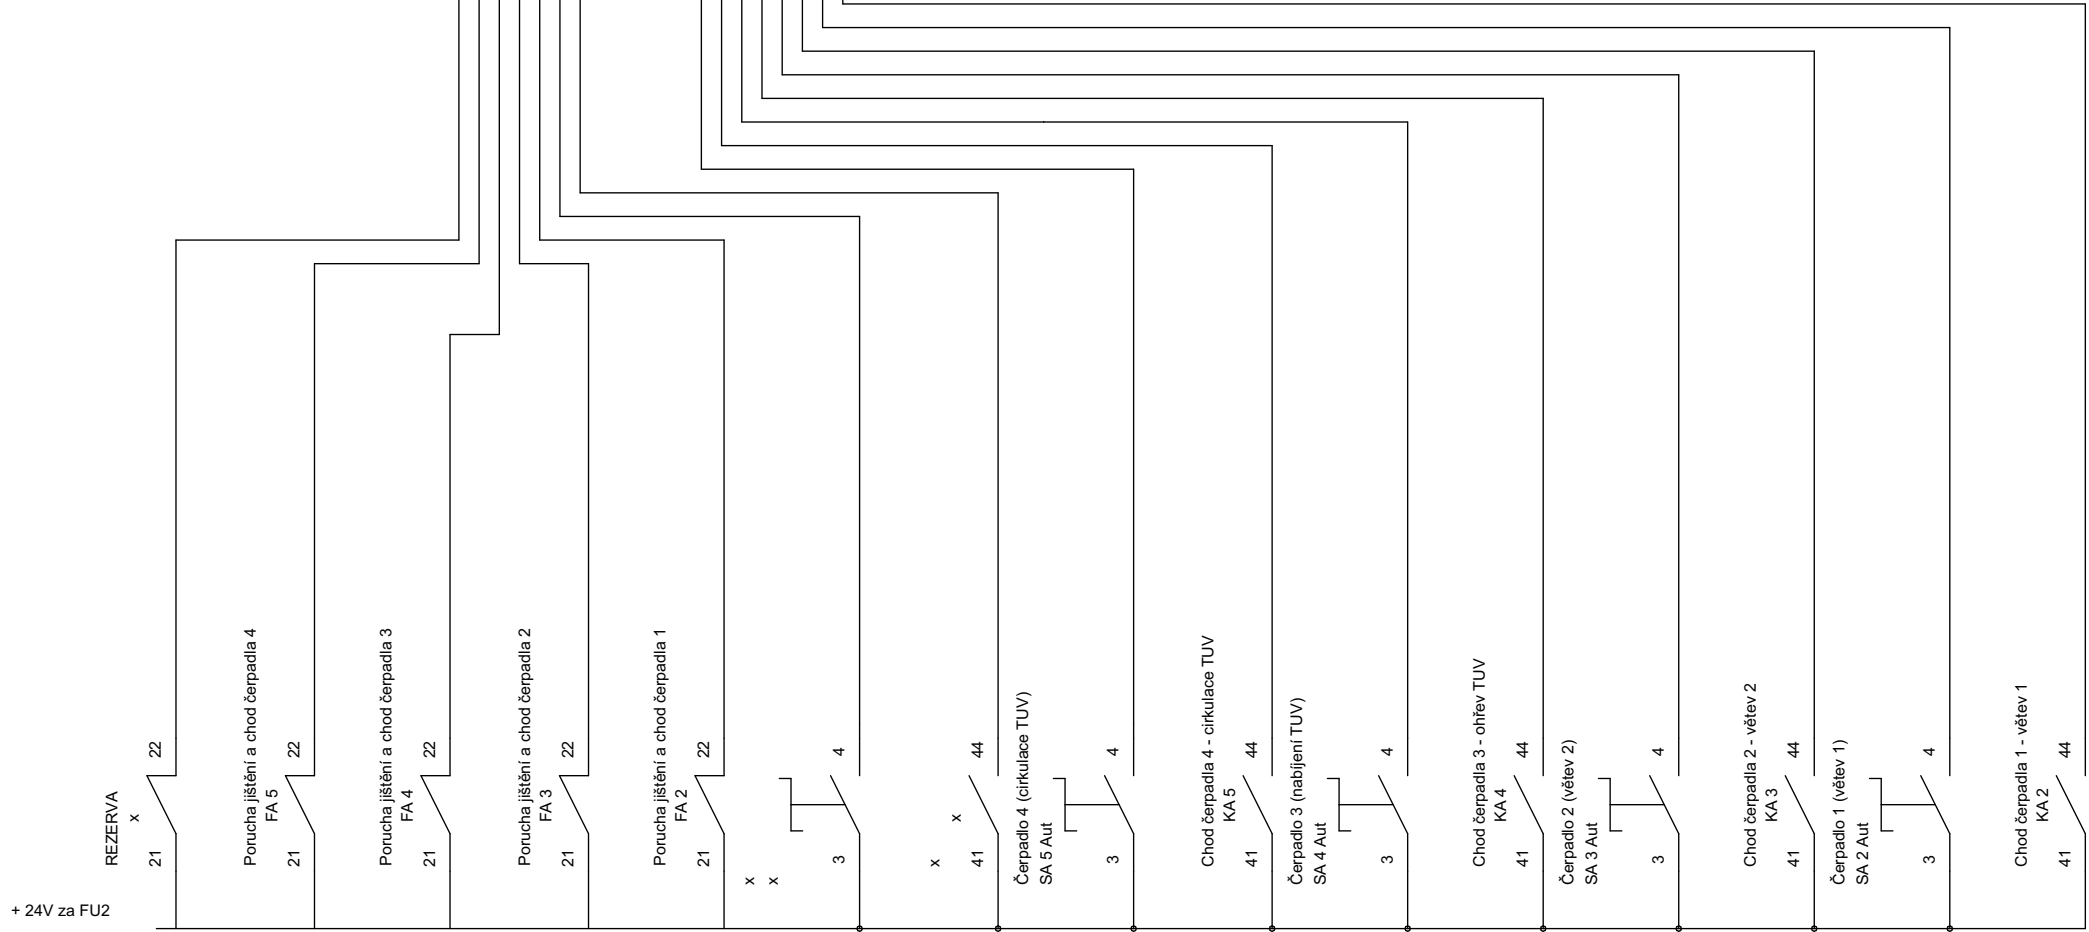 REZERVA
x
21
22
Porucha jištění a chod čerpadla 4
FA 5
21
22
Porucha jištění a chod čerpadla 3
FA 4
21
22
Porucha jištění a chod čerpadla 2
FA 3
21
22
Porucha jištění a chod čerpadla 1
FA 2
21
22
x
x
3
4
x
x
41
44
Čerpadlo 4 (cirkulace TUV)
SA 5 Aut
3
4
Chod čerpadla 4 - cirkulace TUV
KA 5
41
44
Čerpadlo 3 (nabíjení TUV)
SA 4 Aut
3
4
Chod čerpadla 3 - ohřev TUV
KA 4
41
44
Čerpadlo 2 (větev 2)
SA 3 Aut
3
4
Chod čerpadla 2 - větev 2
KA 3
41
44
Čerpadlo 1 (větev 1)
SA 2 Aut
3
4
Chod čerpadla 1 - větev 1
KA 2
41
44
+ 24V za FU2